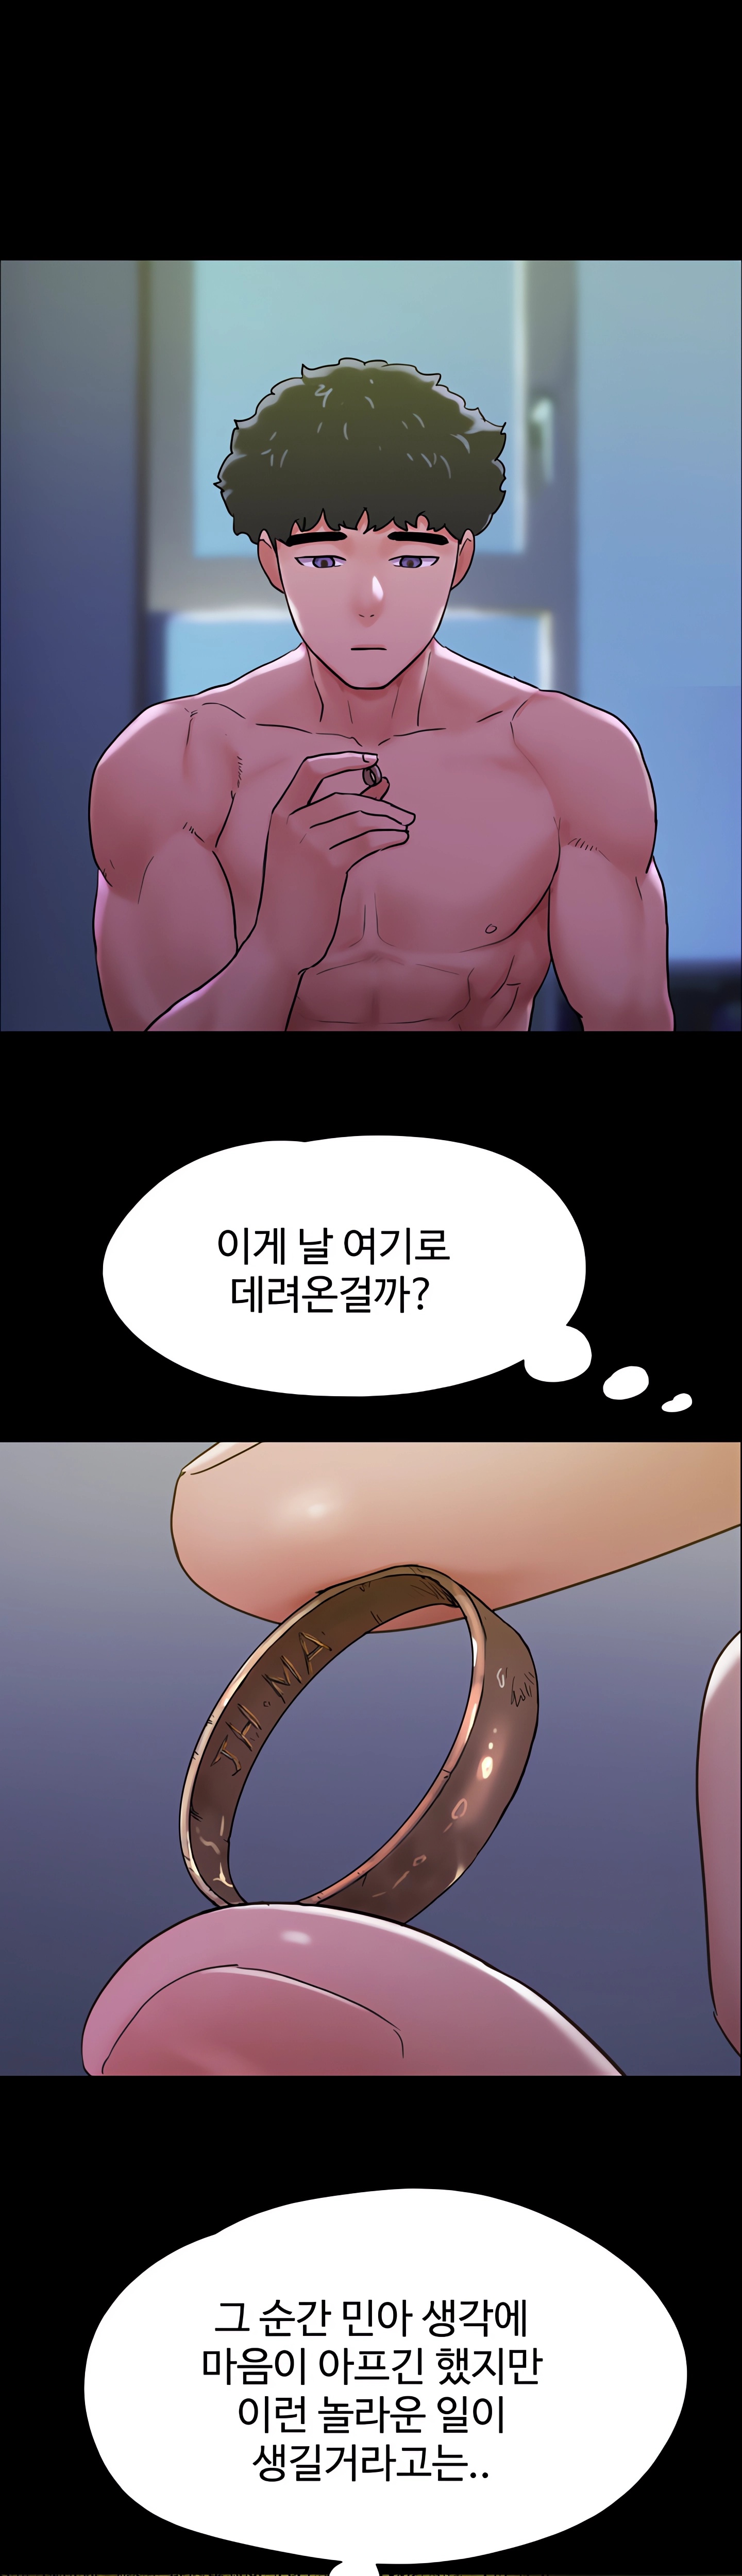 이게 날 여기로
데려온걸까?
JH·MA
그 순간 민아 생각에
마음이 아프긴 했지만
이런 놀라운 일이
생길거라고는..